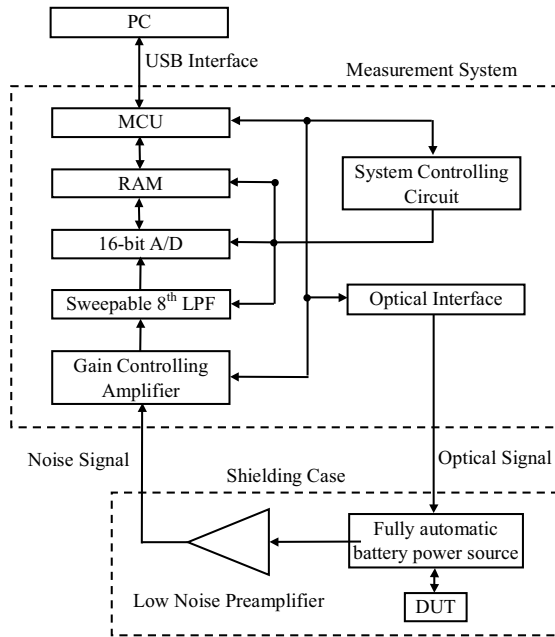 PC
USB Interface
Measurement System
MCU
RAM
System Controlling
Circuit
16-bit A/D
Sweepable 8th LPF
Optical Interface
Gain Controlling
Amplifier
Noise Signal
Optical Signal
Shielding Case
Fully automatic
battery power source
Low Noise Preamplifier
DUT